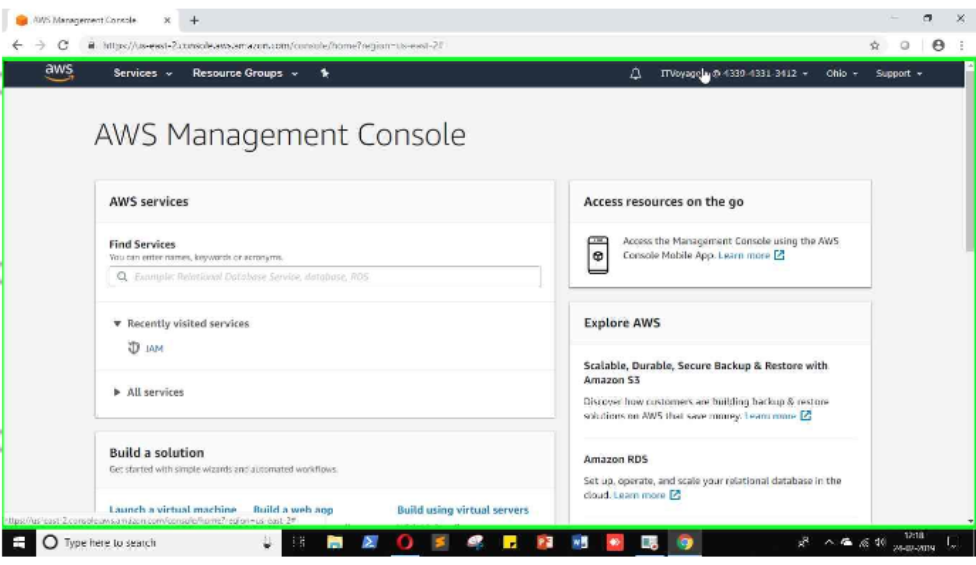 AWS Management Console
https://us-east-2.console.aws.amazon.com/console/home?region=us-east-2#
aws Services Resource Groups ITVoyag @ 4339-4331-3412 Ohio Support
AWS Management Console
AWS services
Find Services
You can enter names, keywords or acronyms.
Example: Relational Database Service, database, RDS
Recently visited services
IAM
All services
Build a solution
Get started with simple wizards and automated workflows.
Launch a virtual machine Build a web app Build using virtual servers
Access resources on the go
Access the Management Console using the AWS
Console Mobile App. Learn more
Explore AWS
Scalable, Durable, Secure Backup & Restore with
Amazon S3
Discover how customers are building backup & restore
solutions on AWS that save money. Learn more
Amazon RDS
Set up, operate, and scale your relational database in the
cloud. Learn more
https://us-east-2.console.aws.amazon.com/console/home?region=us-east-2#
Type here to search
12:18
24-02-2019